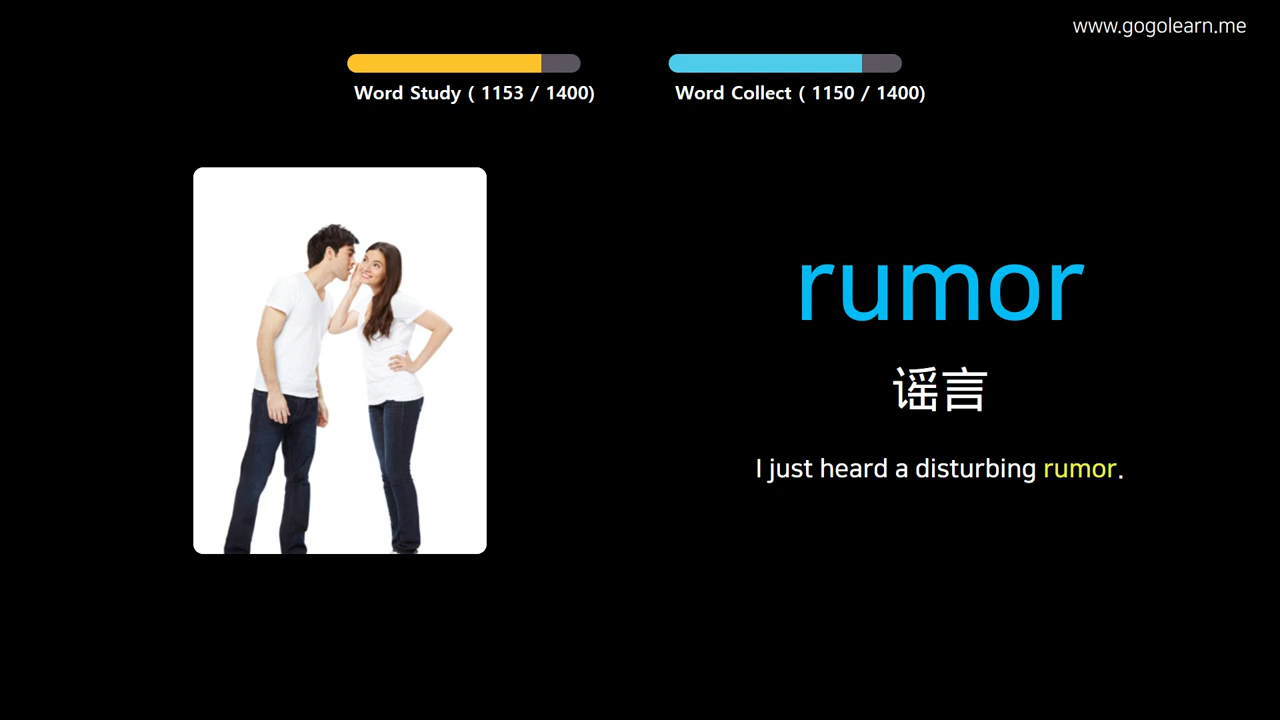 www.gogolearn.me
Word Study ( 1153 / 1400)
Word Collect ( 1150 / 1400)
rumor
谣言
I just heard a disturbing rumor.